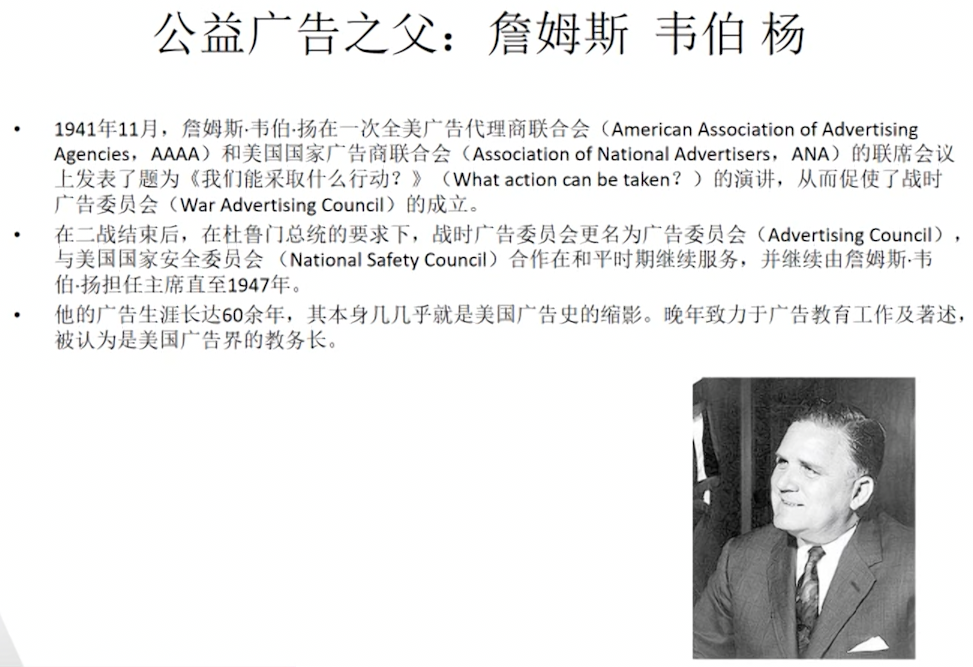 公益广告之父：詹姆斯 韦伯 杨
• 1941年11月，詹姆斯·韦伯·扬在一次全美广告代理商联合会（American Association of Advertising
Agencies，AAAA）和美国国家广告商联合会（Association of National Advertisers，ANA）的联席会议
上发表了题为《我们能采取什么行动？》（What action can be taken？）的演讲，从而促使了战时
广告委员会（War Advertising Council）的成立。
• 在二战结束后，在杜鲁门总统的要求下，战时广告委员会更名为广告委员会（Advertising Council），
与美国国家安全委员会 （National Safety Council）合作在和平时期继续服务，并继续由詹姆斯·韦
伯·扬担任主席直至1947年。
• 他的广告生涯长达60余年，其本身几几乎就是美国广告史的缩影。晚年致力于广告教育工作及著述，
被认为是美国广告界的教务长。